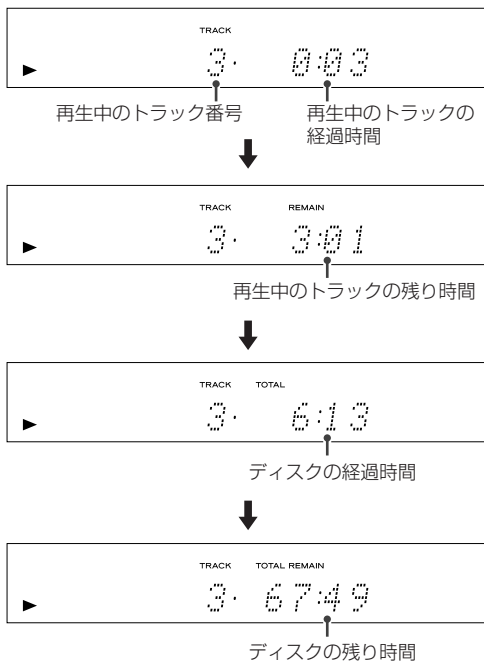 TRACK
3. 0:03
再生中のトラック番号
再生中のトラックの
経過時間
TRACK REMAIN
3. 3:01
再生中のトラックの残り時間
TRACK TOTAL
3. 6:13
ディスクの経過時間
TRACK TOTAL REMAIN
3. 67:49
ディスクの残り時間